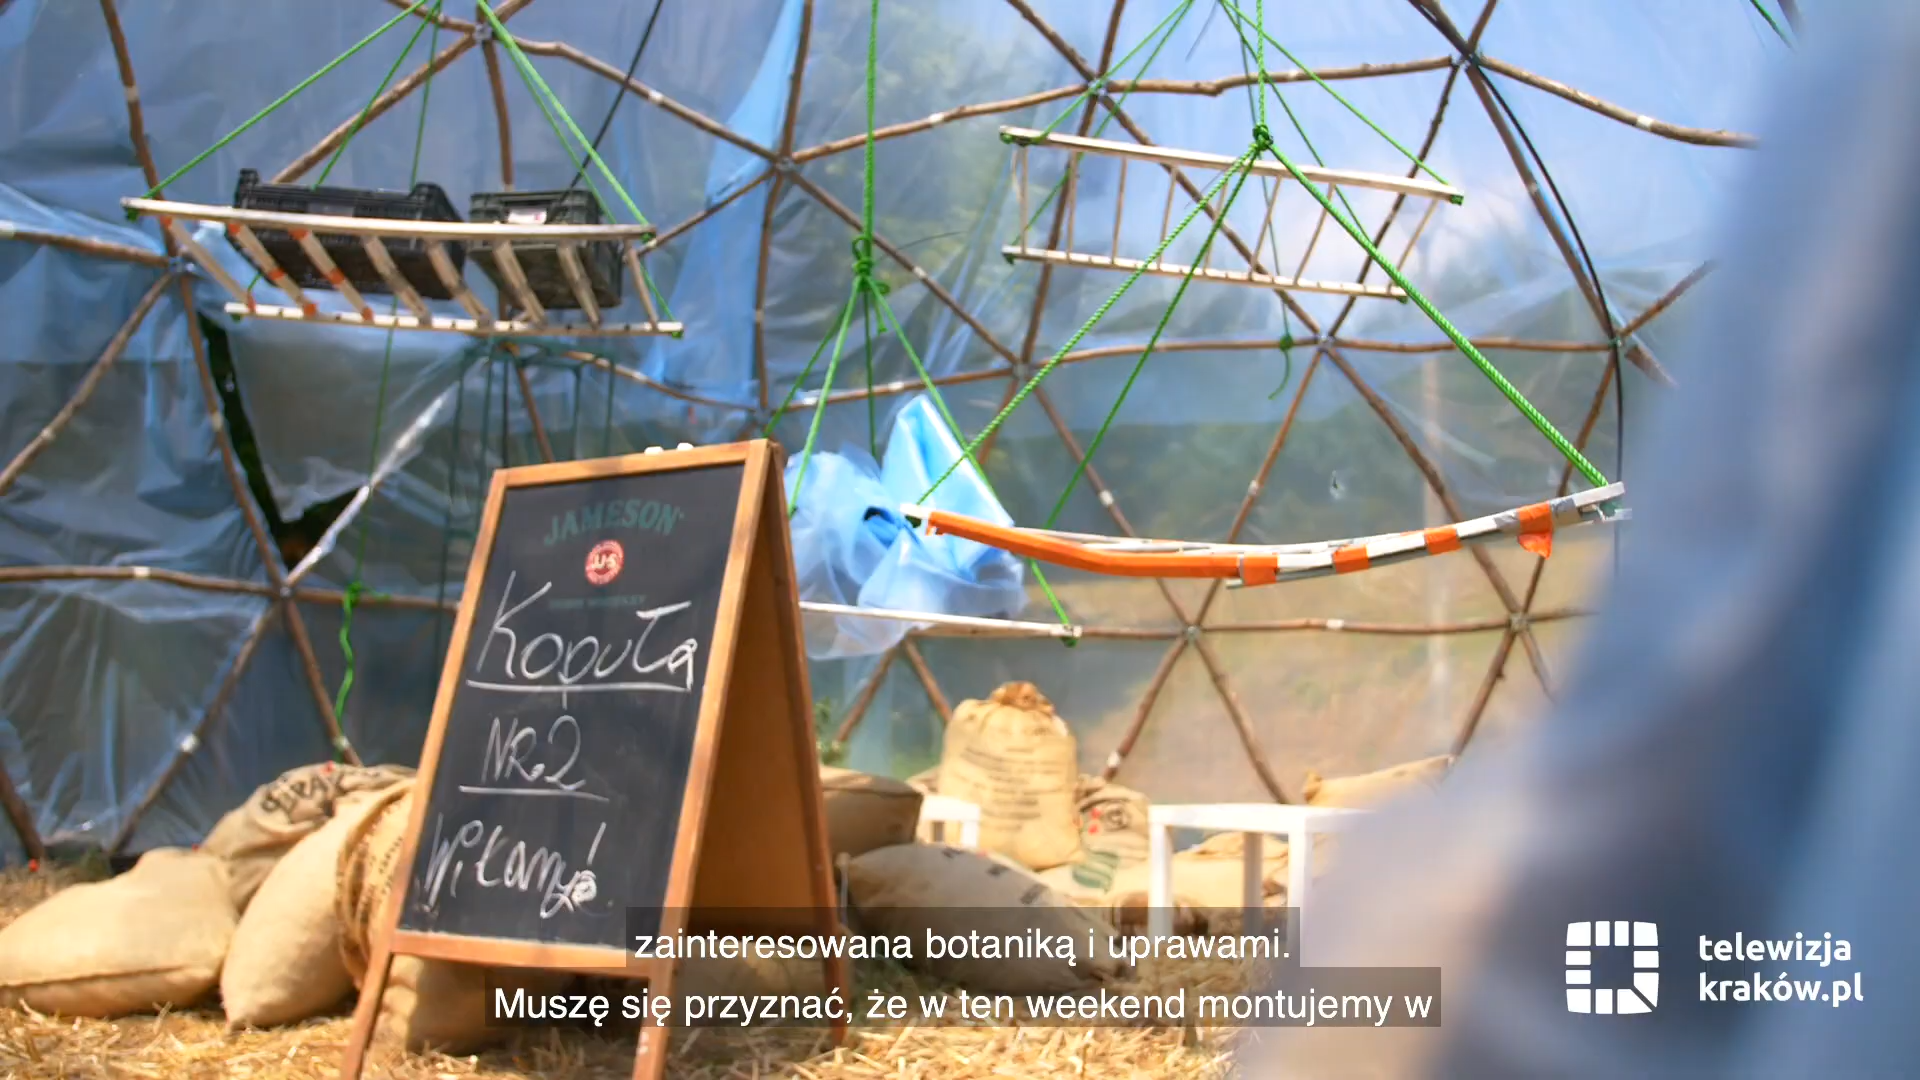 JAMESON
Kopuła
NR.2
Witamy!
zainteresowana botaniką i uprawami.
Muszę się przyznać, że w ten weekend montujemy w
telewizja
kraków.pl